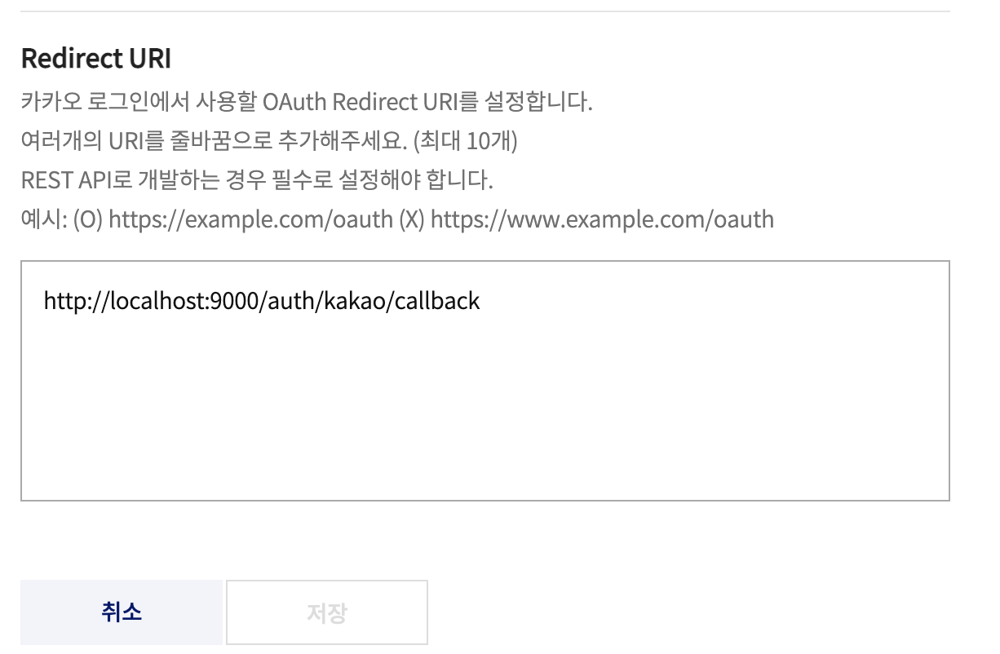 Redirect URI
카카오 로그인에서 사용할 OAuth Redirect URI를 설정합니다.
여러개의 URI를 줄바꿈으로 추가해주세요. (최대 10개)
REST API로 개발하는 경우 필수로 설정해야 합니다.
예시: (O) https://example.com/oauth (X) https://www.example.com/oauth
http://localhost:9000/auth/kakao/callback
취소 저장